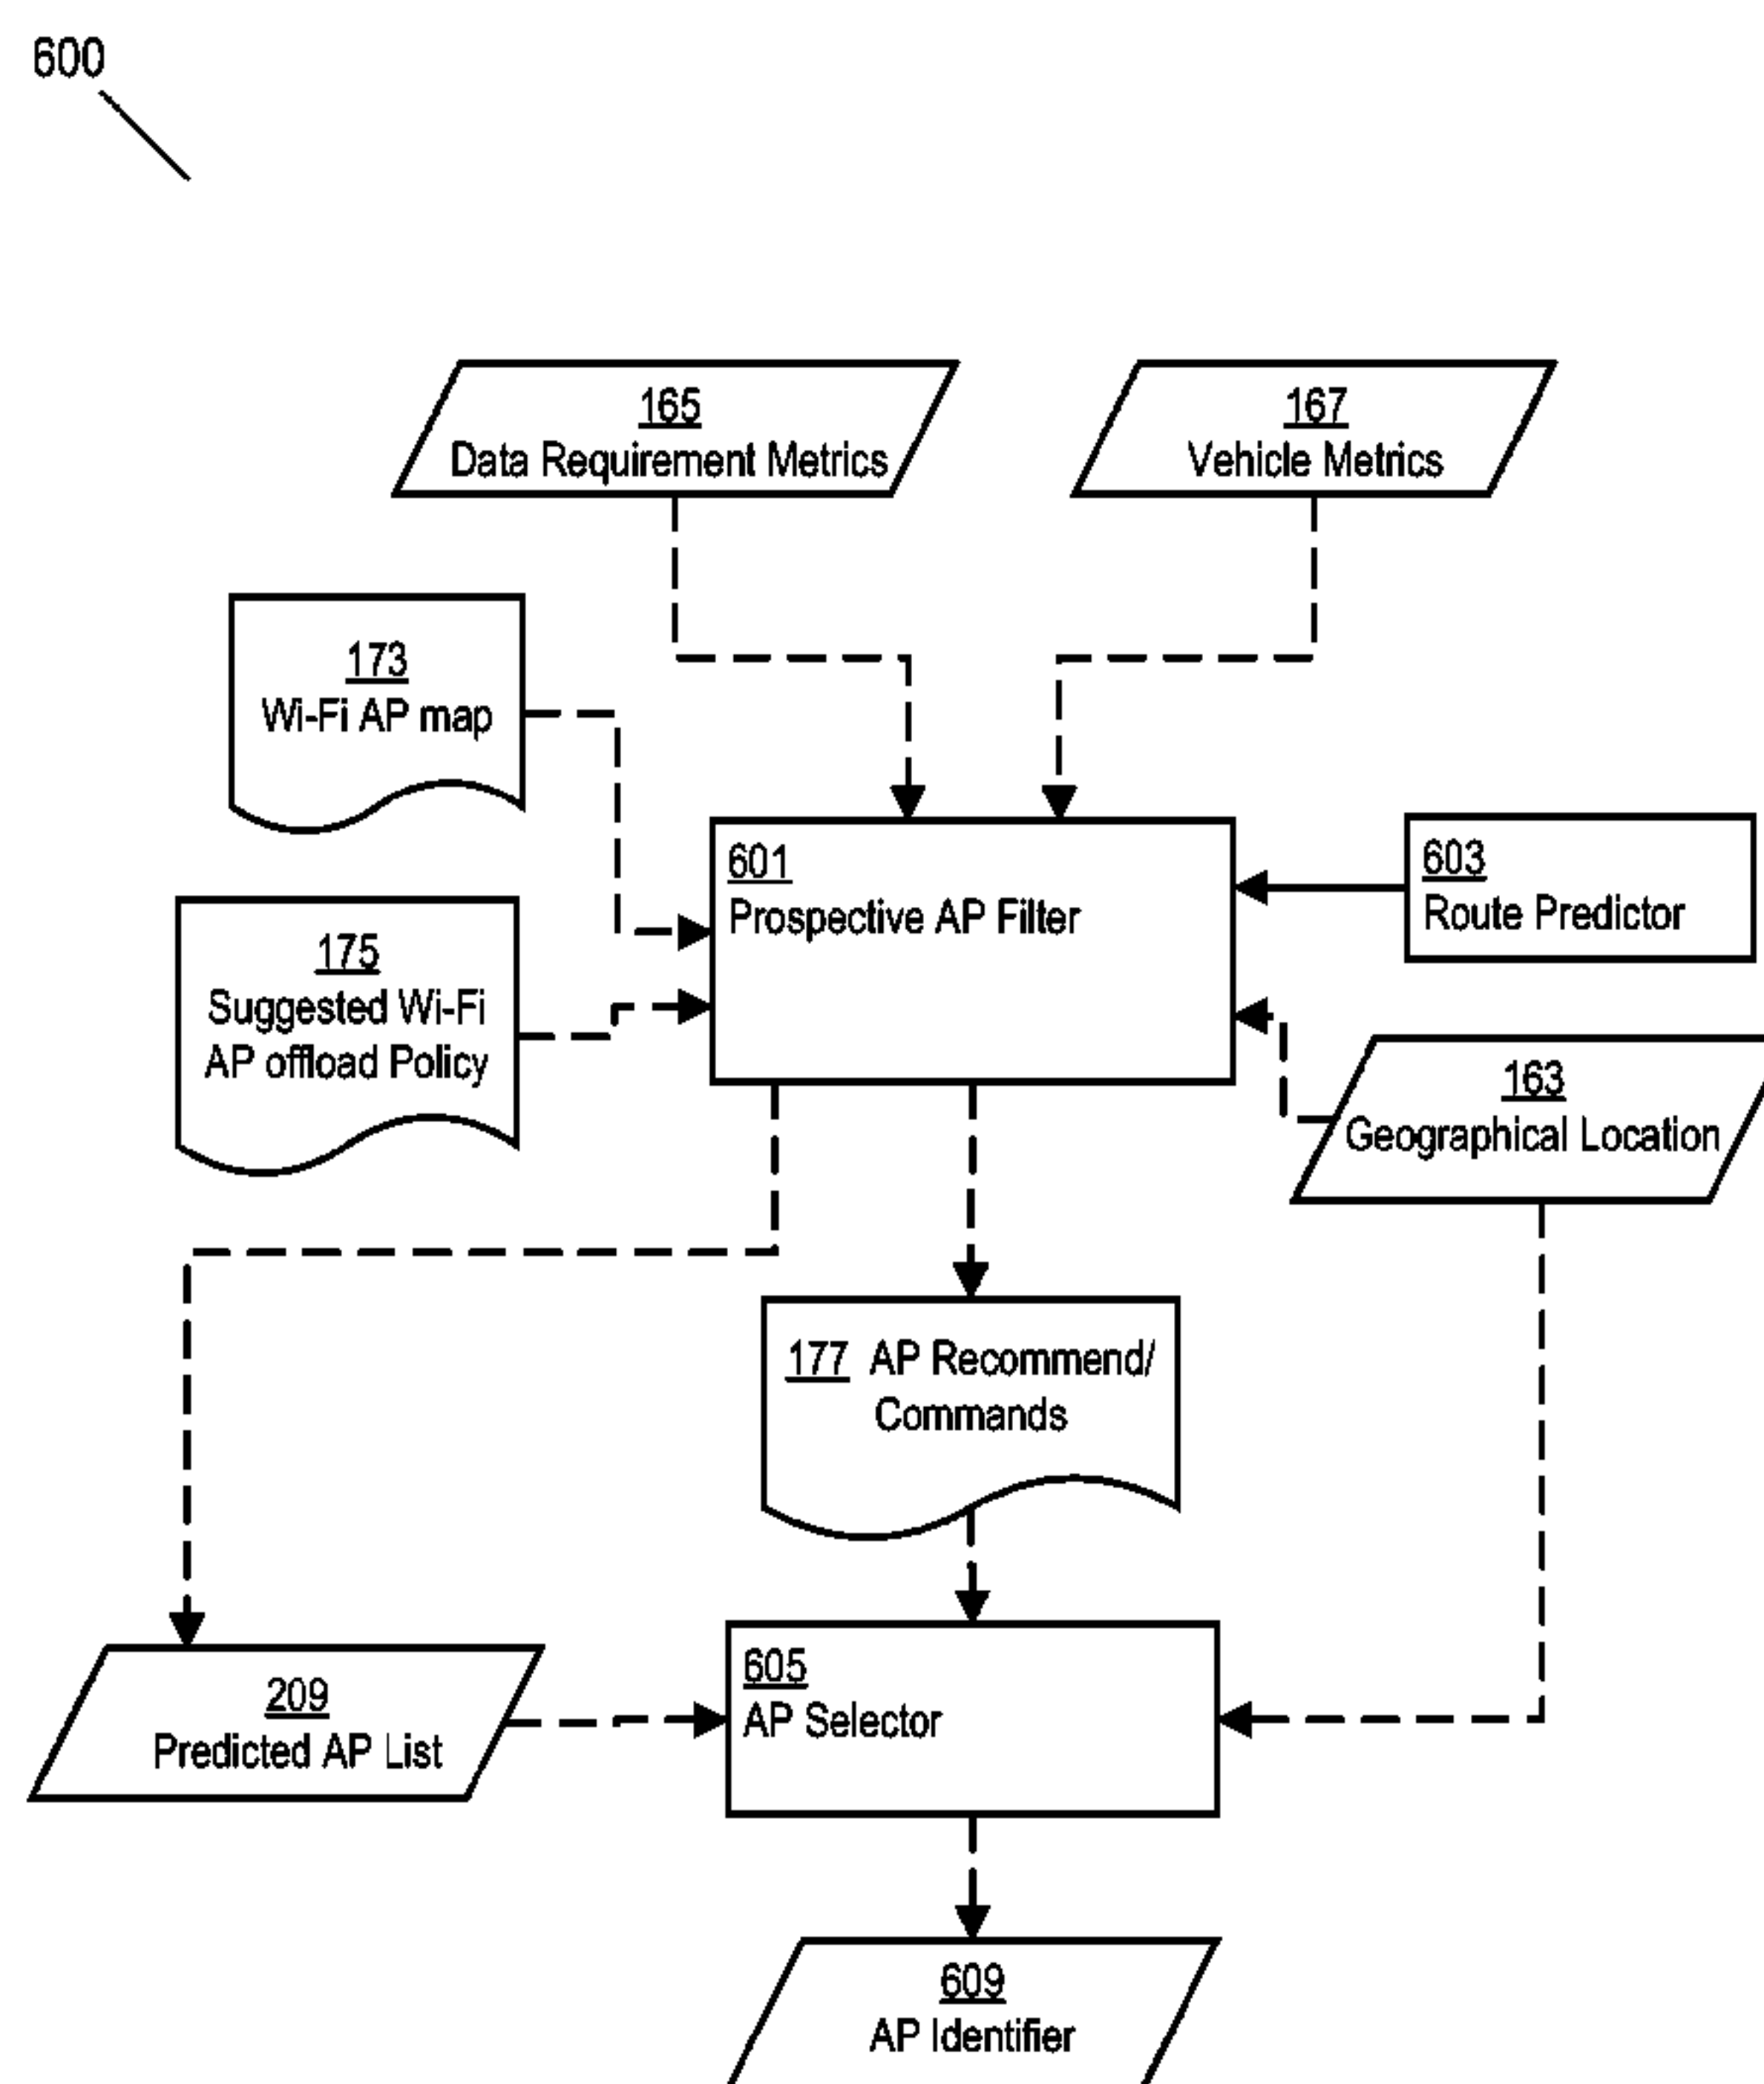 600
165
Data Requirement Metrics
167
Vehicle Metrics
173
Wi-Fi AP map
601
Prospective AP Filter
603
Route Predictor
175
Suggested Wi-Fi
AP offload Policy
163
Geographical Location
177 AP Recommend/
Commands
209
Predicted AP List
605
AP Selector
609
AP Identifier